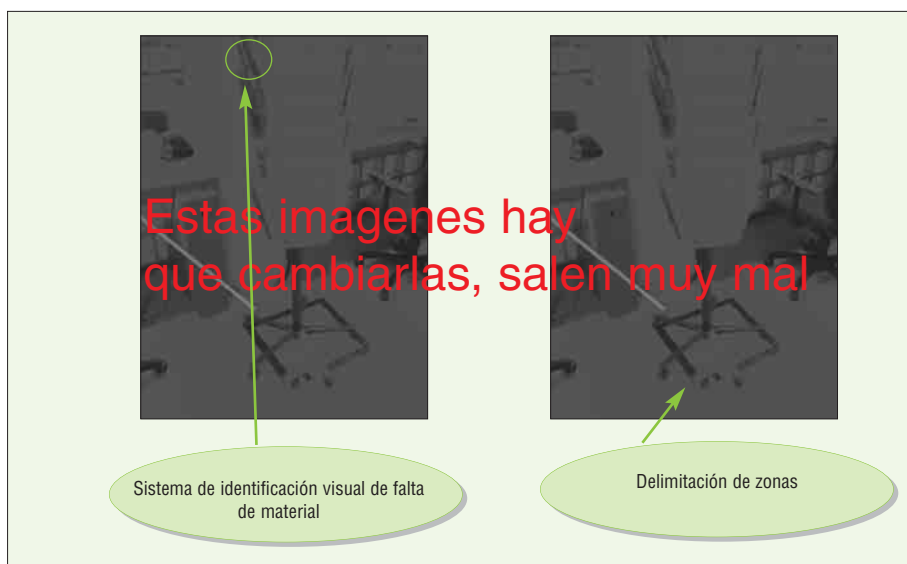 Estas imagenes hay
que cambiarlas, salen muy mal
Sistema de identificación visual de falta
de material
Delimitación de zonas